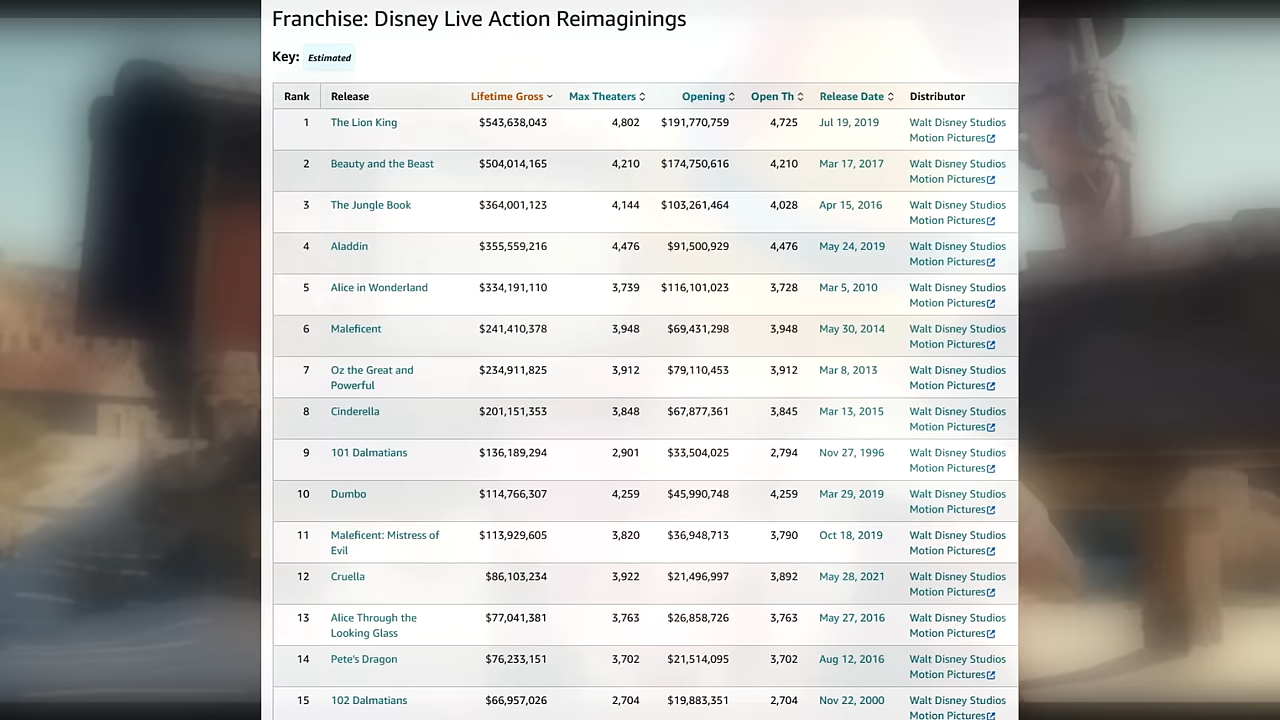 Franchise: Disney Live Action Reimaginings
Key: Estimated
Rank Release Lifetime Gross Max Theaters Opening Open Th Release Date Distributor
1 The Lion King $543,638,043 4,802 $191,770,759 4,725 Jul 19, 2019 Walt Disney Studios
Motion Pictures
2 Beauty and the Beast $504,014,165 4,210 $174,750,616 4,210 Mar 17, 2017 Walt Disney Studios
Motion Pictures
3 The Jungle Book $364,001,123 4,144 $103,261,464 4,028 Apr 15, 2016 Walt Disney Studios
Motion Pictures
4 Aladdin $355,559,216 4,476 $91,500,929 4,476 May 24, 2019 Walt Disney Studios
Motion Pictures
5 Alice in Wonderland $334,191,110 3,739 $116,101,023 3,728 Mar 5, 2010 Walt Disney Studios
Motion Pictures
6 Maleficent $241,410,378 3,948 $69,431,298 3,948 May 30, 2014 Walt Disney Studios
Motion Pictures
7 Oz the Great and $234,911,825 3,912 $79,110,453 3,912 Mar 8, 2013 Walt Disney Studios
Powerful Motion Pictures
8 Cinderella $201,151,353 3,848 $67,877,361 3,845 Mar 13, 2015 Walt Disney Studios
Motion Pictures
9 101 Dalmatians $136,189,294 2,901 $33,504,025 2,794 Nov 27, 1996 Walt Disney Studios
Motion Pictures
10 Dumbo $114,766,307 4,259 $45,990,748 4,259 Mar 29, 2019 Walt Disney Studios
Motion Pictures
11 Maleficent: Mistress of $113,929,605 3,820 $36,948,713 3,790 Oct 18, 2019 Walt Disney Studios
Evil Motion Pictures
12 Cruella $86,103,234 3,922 $21,496,997 3,892 May 28, 2021 Walt Disney Studios
Motion Pictures
13 Alice Through the $77,041,381 3,763 $26,858,726 3,763 May 27, 2016 Walt Disney Studios
Looking Glass Motion Pictures
14 Pete's Dragon $76,233,151 3,702 $21,514,095 3,702 Aug 12, 2016 Walt Disney Studios
Motion Pictures
15 102 Dalmatians $66,957,026 2,704 $19,883,351 2,704 Nov 22, 2000 Walt Disney Studios
Motion Pictures